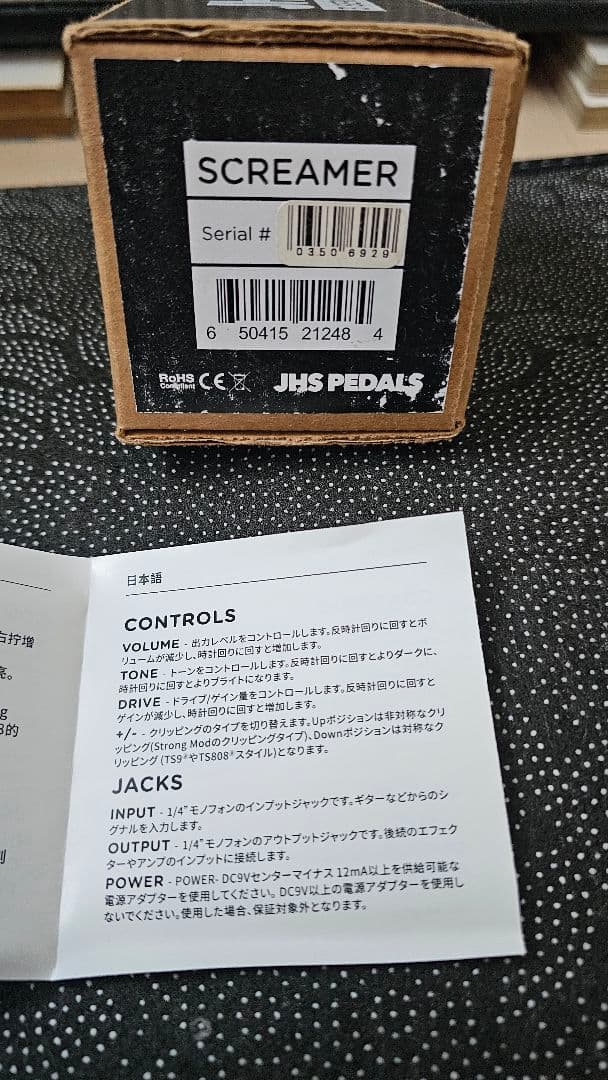 SCREAMER
Serial #
0350 6929
6 50415 21248 4
RoHS
Compliant
CE
JHS PEDALS
右拧增
亮。
的
日本語
CONTROLS
VOLUME - 出力レベルをコントロールします。反時計回りに回すとボ
リュームが減少し、時計回りに回すと増加します。
TONE - トーンをコントロールします。反時計回りに回すとよりダークに、
時計回りに回すとよりブライトになります。
DRIVE - ドライブ/ゲイン量をコントロールします。反時計回りに回すと
ゲインが減少し、時計回りに回すと増加します。
+/- - クリッピングのタイプを切り替えます。Upポジションは非対称なクリ
ッピング(Strong Modのクリッピングタイプ)、Downポジションは対称なク
リッピング (TS9®やTS808®スタイル)となります。
JACKS
INPUT - 1/4”モノフォンのインプットジャックです。ギターなどからのシ
グナルを入力します。
OUTPUT - 1/4”モノフォンのアウトプットジャックです。後続のエフェク
ターやアンプのインプットに接続します。
POWER - POWER- DC9Vセンターマイナス 12mA以上を供給可能な
電源アダプターを使用してください。DC9V以上の電源アダプターを使用し
ないでください。使用した場合、保証対象外となります。